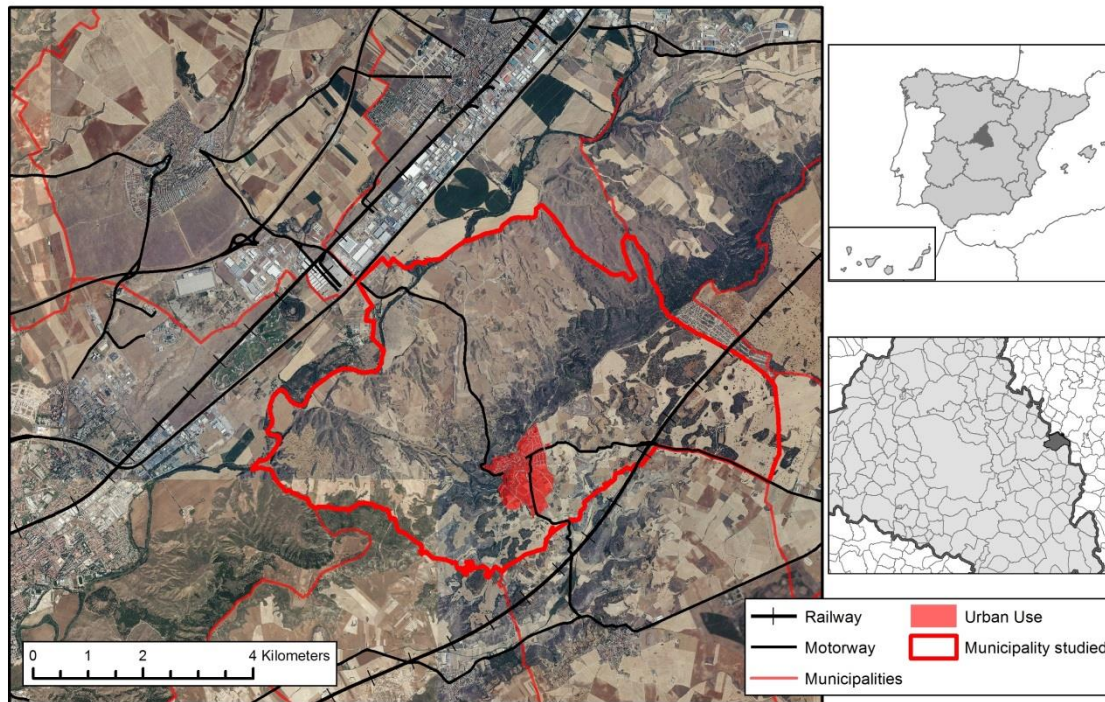 0 1 2 4 Kilometers
Railway
Motorway
Municipalities
Urban Use
Municipality studied